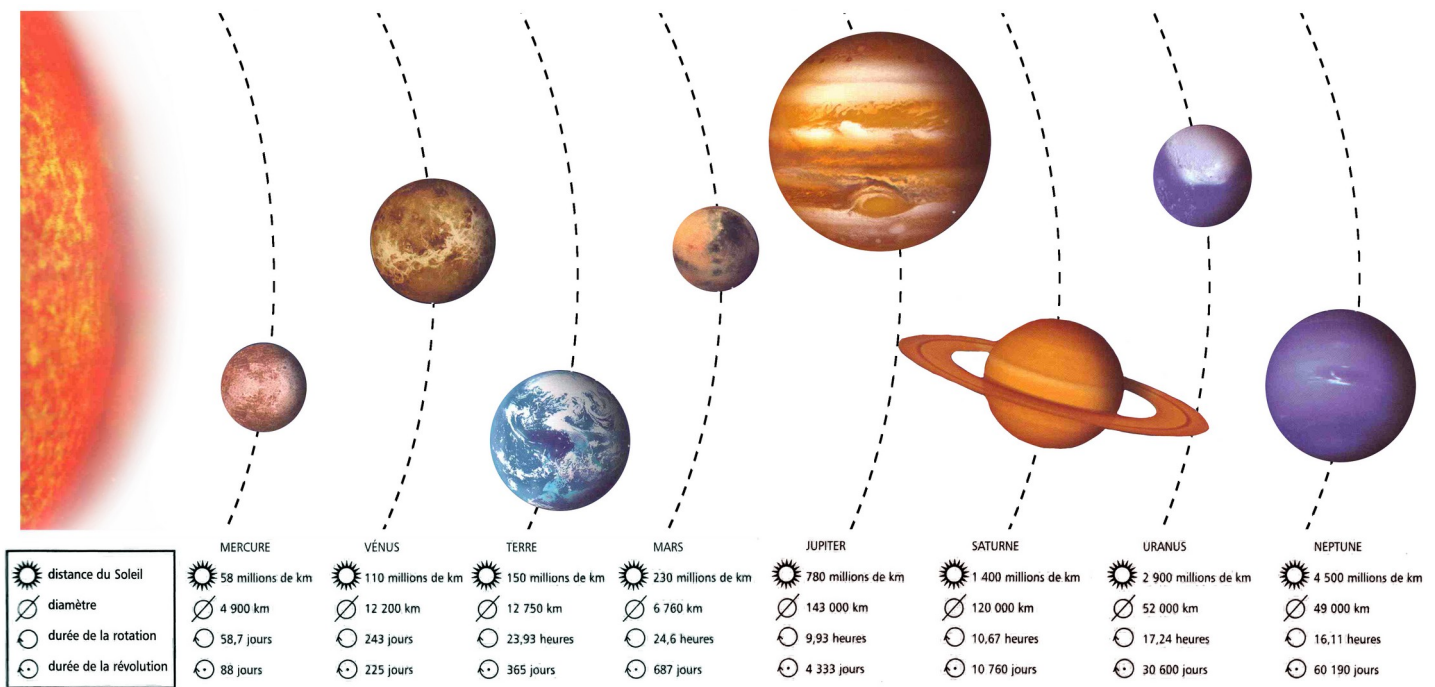 distance du Soleil
diamètre
durée de la rotation
durée de la révolution
MERCURE
58 millions de km
4 900 km
58,7 jours
88 jours
VÉNUS
110 millions de km
12 200 km
243 jours
225 jours
TERRE
150 millions de km
12 750 km
23,93 heures
365 jours
MARS
230 millions de km
6 760 km
24,6 heures
687 jours
JUPITER
780 millions de km
143 000 km
9,93 heures
4 333 jours
SATURNE
1 400 millions de km
120 000 km
10,67 heures
10 760 jours
URANUS
2 900 millions de km
52 000 km
17,24 heures
30 600 jours
NEPTUNE
4 500 millions de km
49 000 km
16,11 heures
60 190 jours